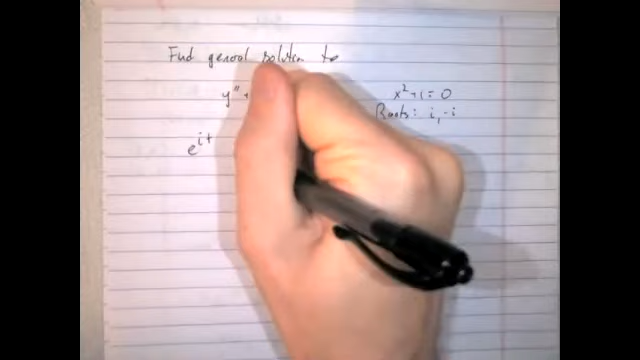 Find general solution to
y'' +
x² + 1 = 0
Roots: i, -i
e^{it}